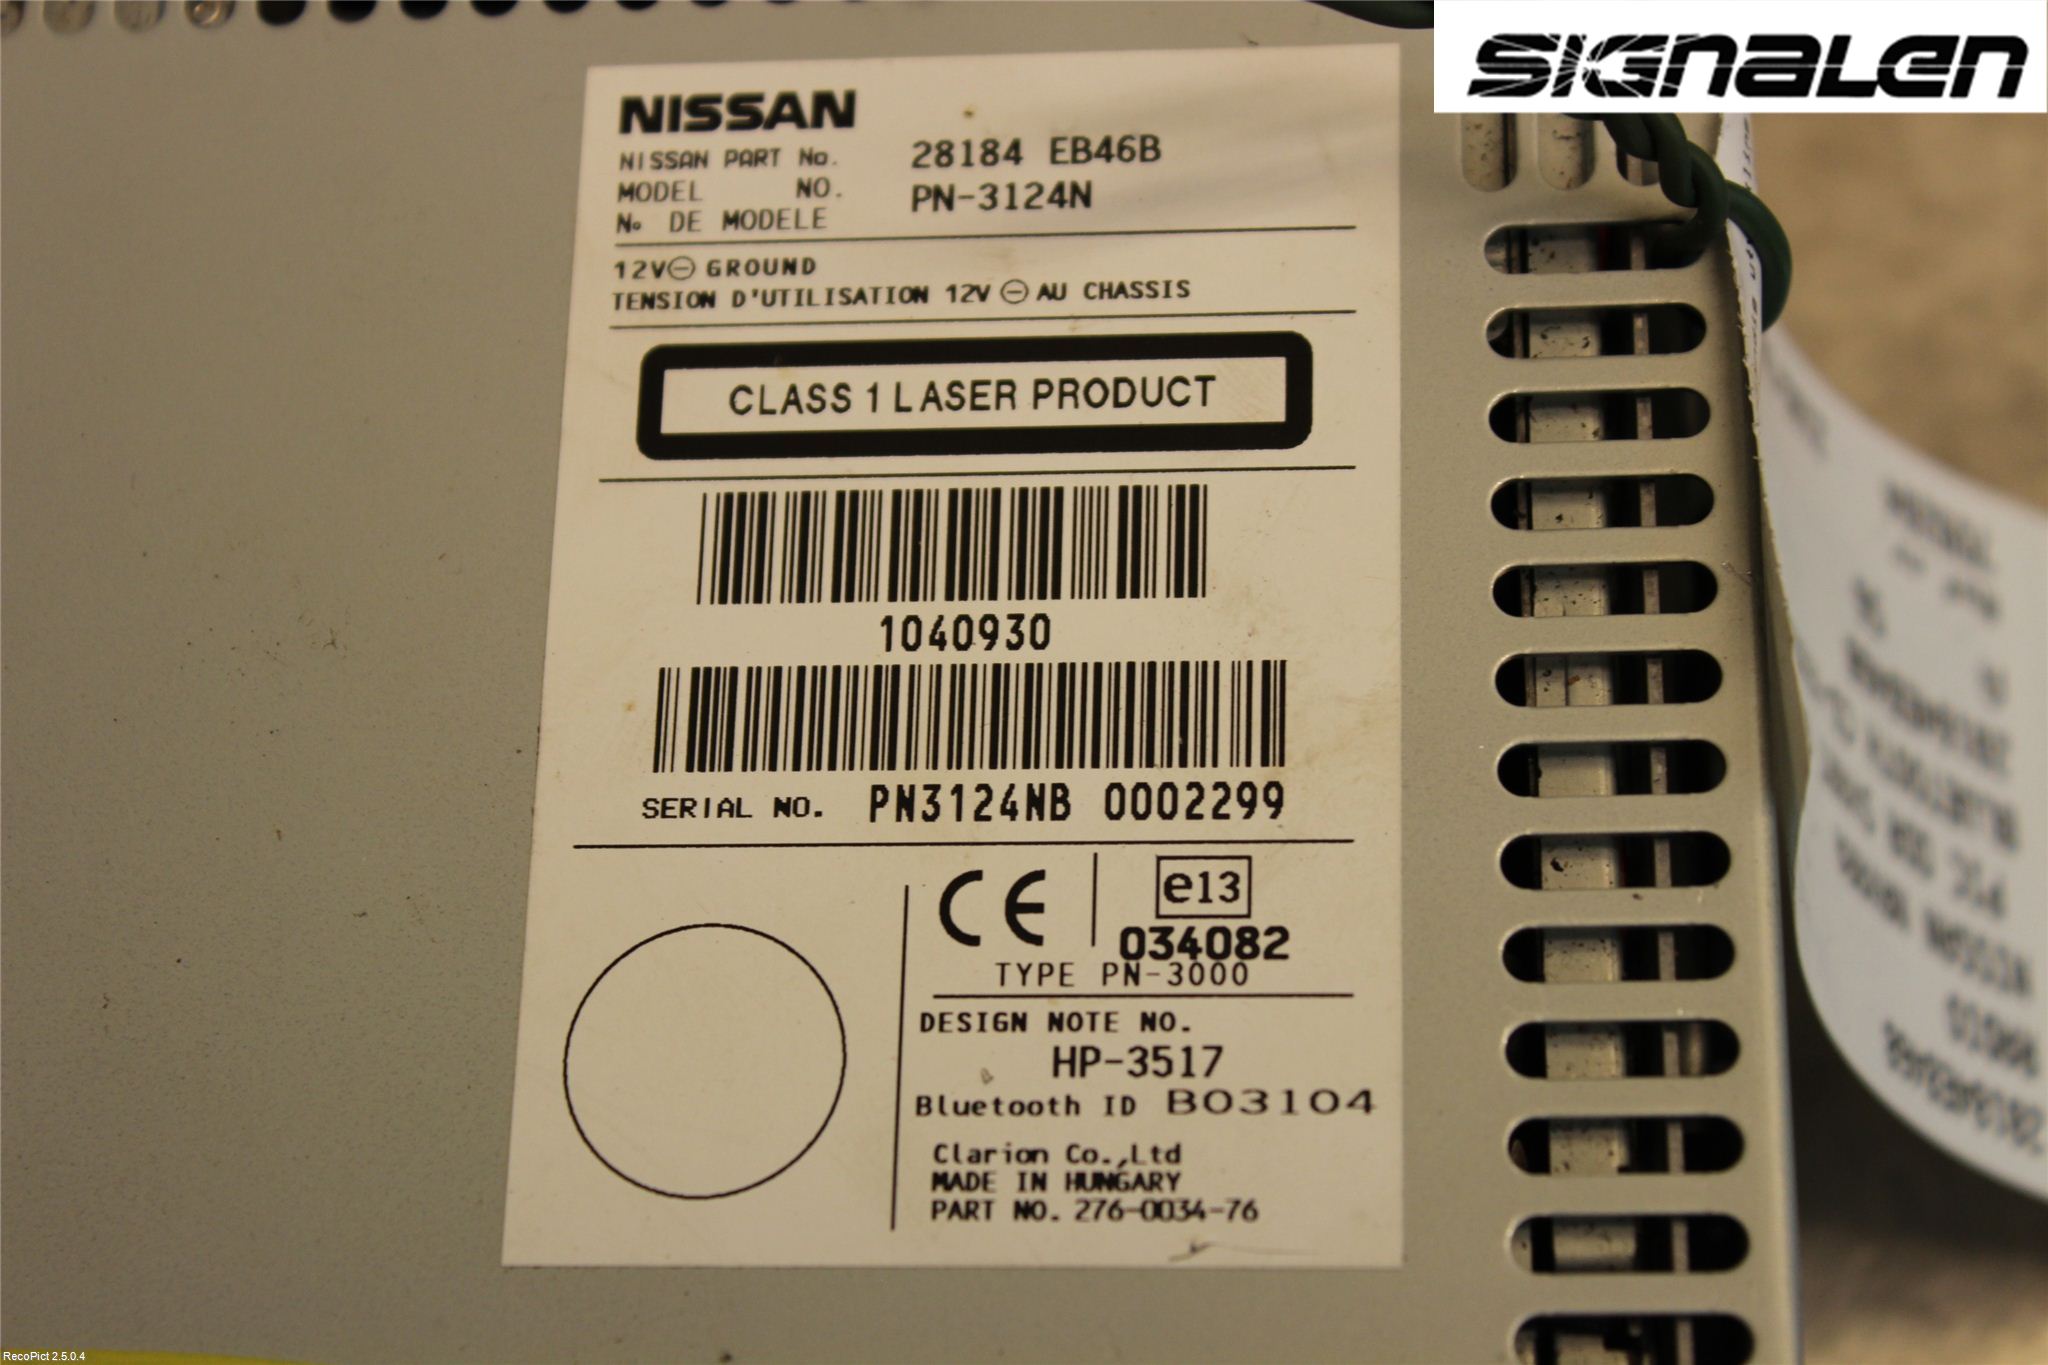 SIGNALEN
NISSAN
NISSAN PART No. 28184 EB46B
MODEL NO. PN-3124N
No DE MODELE
12V⊖ GROUND
TENSION D'UTILISATION 12V ⊖ AU CHASSIS
CLASS 1 LASER PRODUCT
1040930
SERIAL NO. PN3124NB 0002299
CE
e13
034082
TYPE PN-3000
DESIGN NOTE NO.
HP-3517
Bluetooth ID B03104
Clarion Co.,Ltd
MADE IN HUNGARY
PART NO. 276-0034-76
RecoPict 2.5.0.4